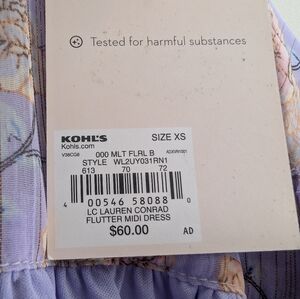 Tested for harmful substances
KOHL'S SIZE XS
Kohls.com
V38CG8 000 MLT FLRL B
STYLE WL2UY031RN1
613 70 72
4 00546 58088 0
LC LAUREN CONRAD
FLUTTER MIDI DRESS
$60.00 AD